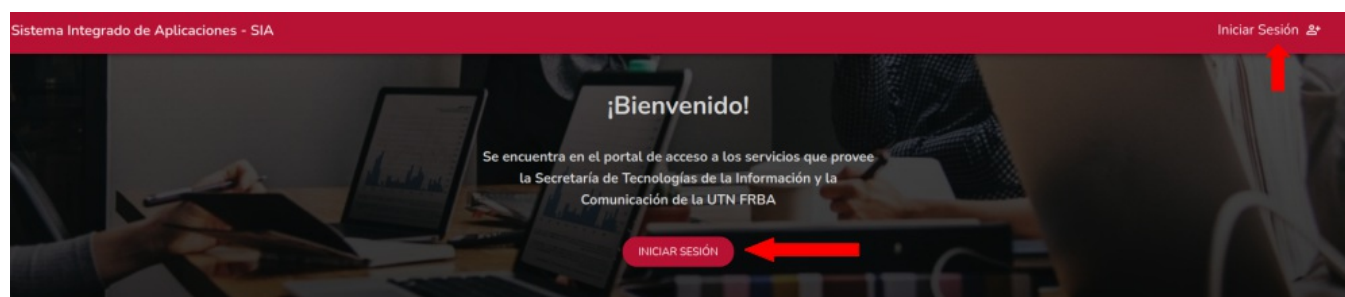 Sistema Integrado de Aplicaciones - SIA
Iniciar Sesión
¡Bienvenido!
Se encuentra en el portal de acceso a los servicios que provee
la Secretaría de Tecnologías de la Información y la
Comunicación de la UTN FRBA
INICIAR SESIÓN